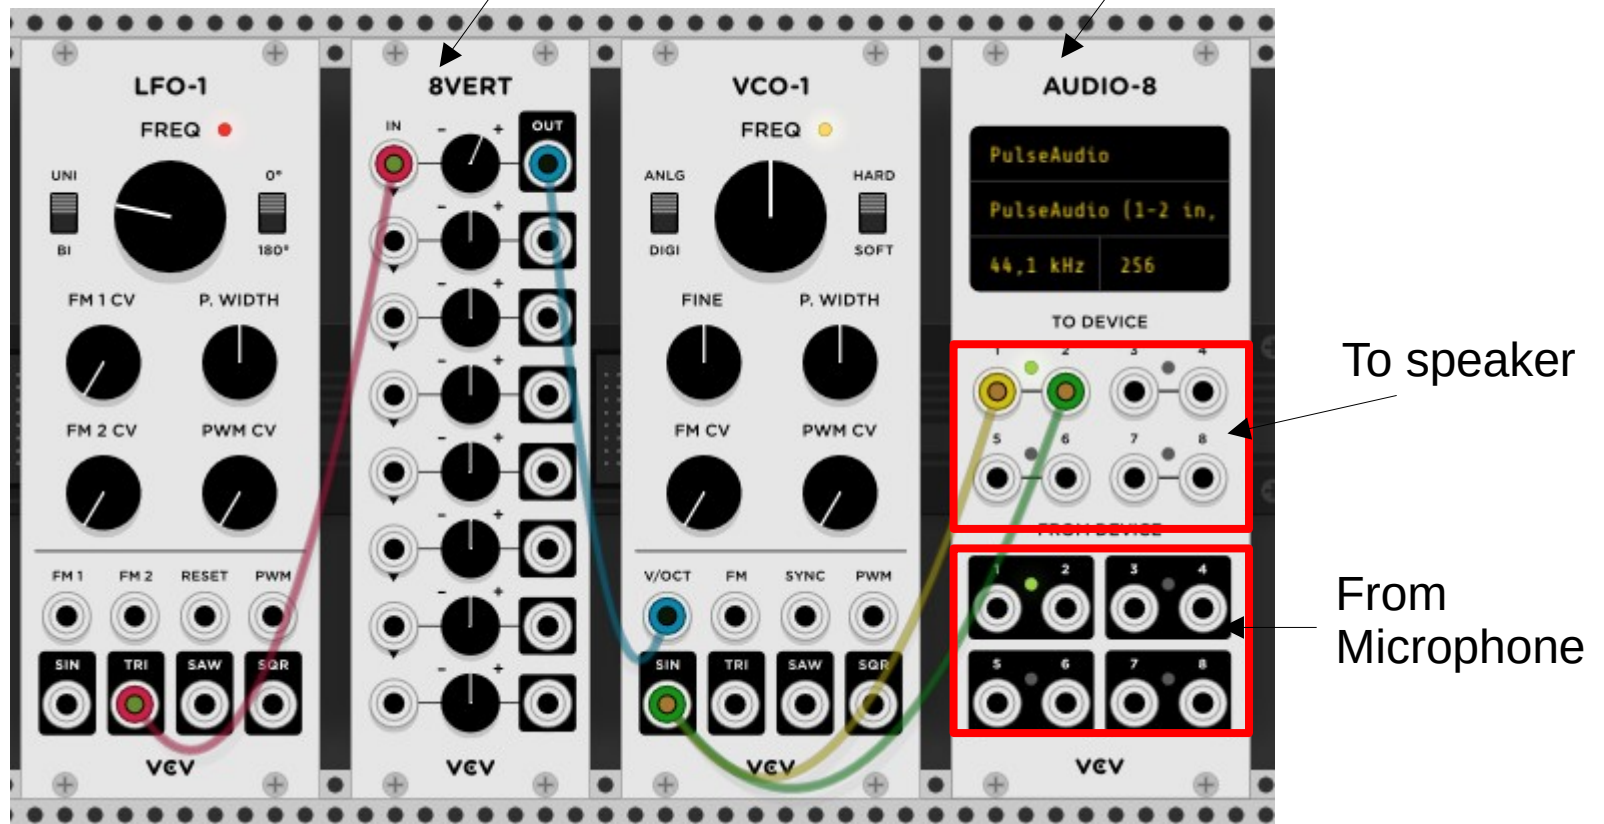 LFO-1
FREQ
UNI 0°
BI 180°
FM 1 CV P. WIDTH
FM 2 CV PWM CV
FM 1 FM 2 RESET PWM
SIN TRI SAW SQR
VCV
8VERT
IN - + OUT
- +
- +
- +
- +
- +
- +
- +
VCV
VCO-1
FREQ
ANLG HARD
DIGI SOFT
FINE P. WIDTH
FM CV PWM CV
V/OCT FM SYNC PWM
SIN TRI SAW SQR
VCV
AUDIO-8
PulseAudio
PulseAudio (1-2 in,
44,1 kHz 256
TO DEVICE
1 2 3 4
5 6 7 8
FROM DEVICE
1 2 3 4
5 6 7 8
VCV
To speaker
From
Microphone